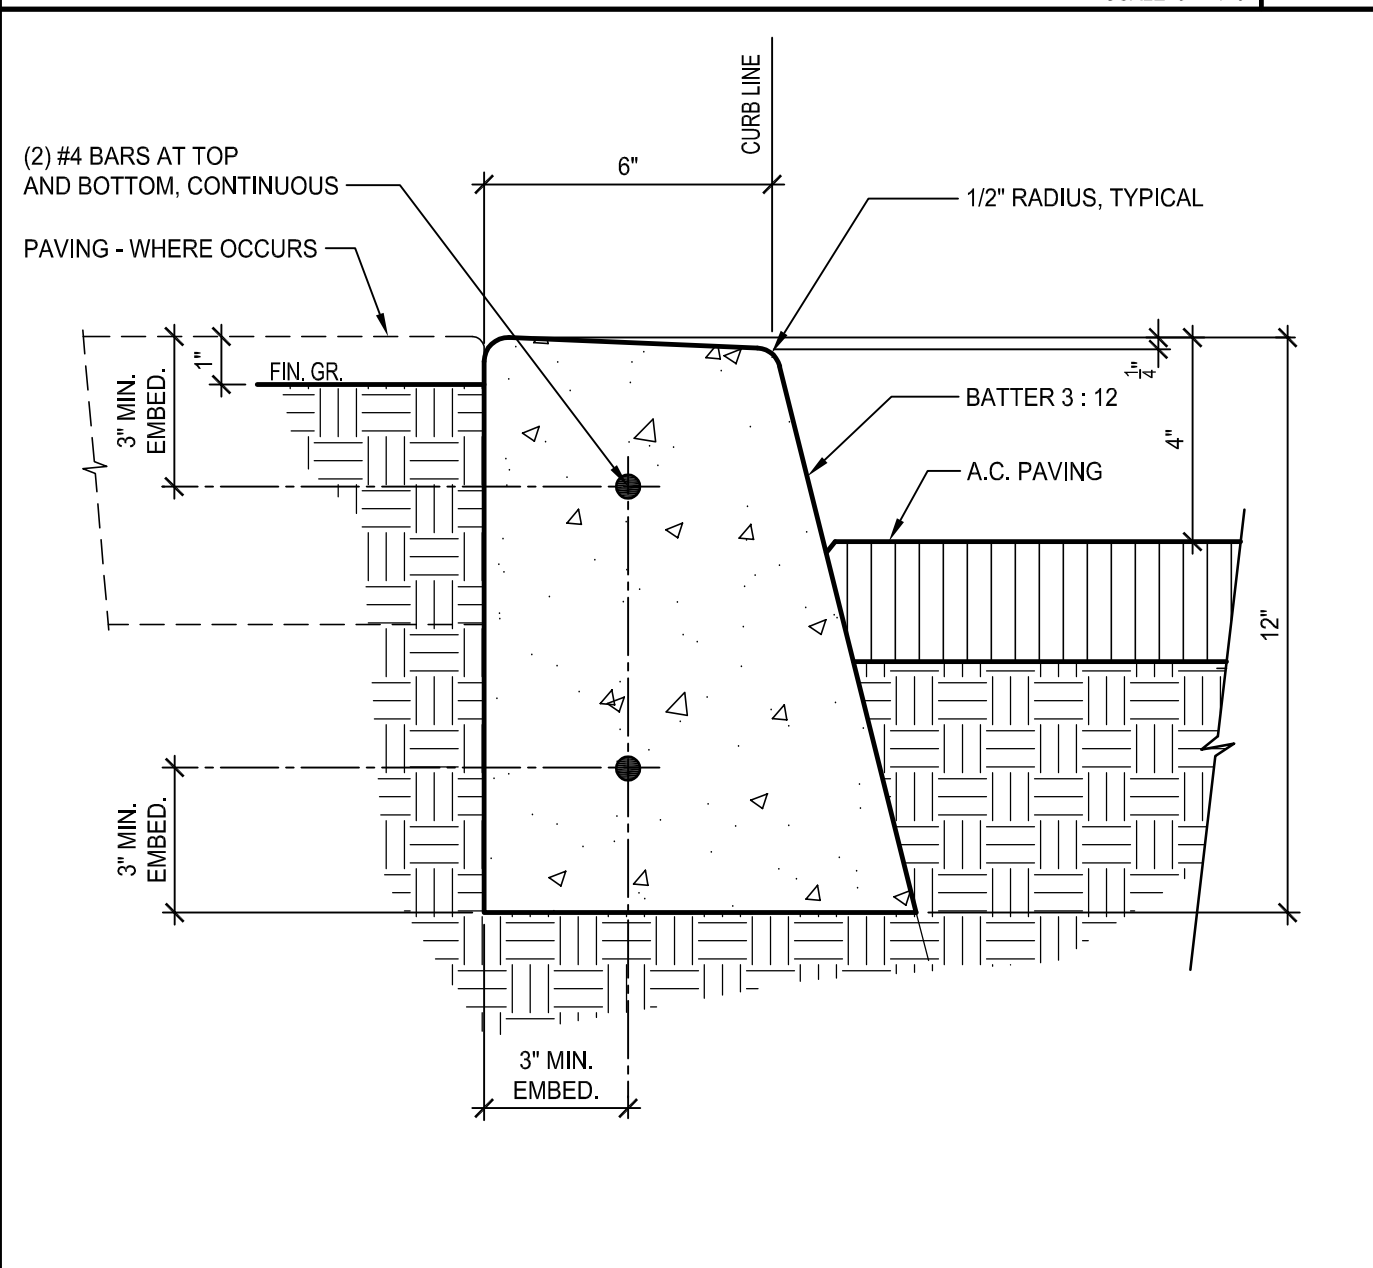 CURB LINE
(2) #4 BARS AT TOP
AND BOTTOM, CONTINUOUS
6"
1/2" RADIUS, TYPICAL
PAVING - WHERE OCCURS
1"
FIN. GR.
3" MIN.
EMBED.
1/4"
BATTER 3 : 12
4"
A.C. PAVING
12"
3" MIN.
EMBED.
3" MIN.
EMBED.